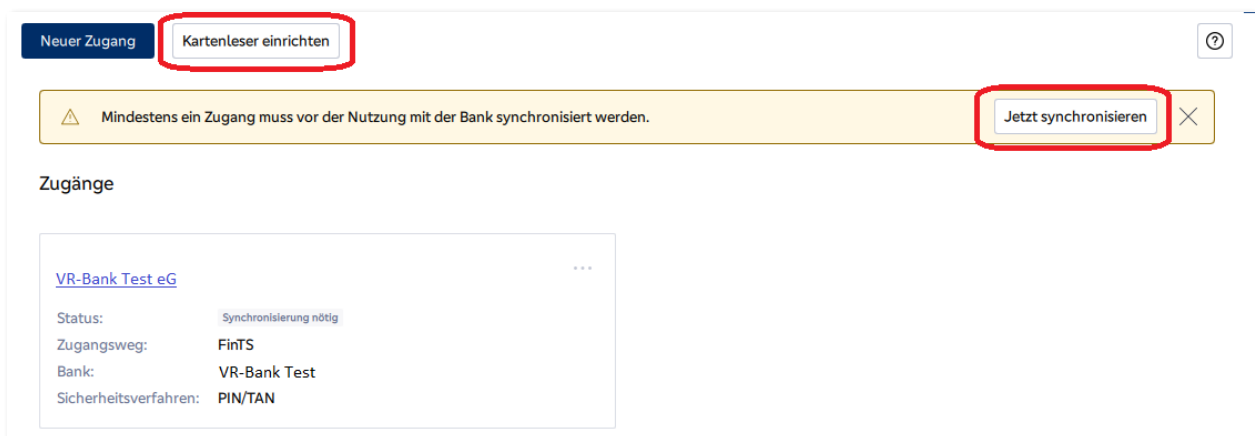 Neuer Zugang Kartenleser einrichten
Mindestens ein Zugang muss vor der Nutzung mit der Bank synchronisiert werden. Jetzt synchronisieren
Zugänge
VR-Bank Test eG
Status: Synchronisierung nötig
Zugangsweg: FinTS
Bank: VR-Bank Test
Sicherheitsverfahren: PIN/TAN